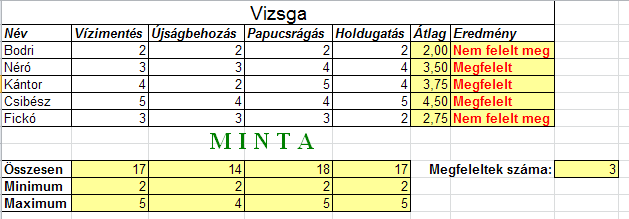 Vizsga
Név Vízimentés Újságbehozás Papucsrágás Holdugatás Átlag Eredmény
Bodri 2 2 2 2 2,00 Nem felelt meg
Néró 3 3 4 4 3,50 Megfelelt
Kántor 4 2 5 4 3,75 Megfelelt
Csibész 5 4 4 5 4,50 Megfelelt
Fickó 3 3 3 2 2,75 Nem felelt meg
MINTA
Összesen 17 14 18 17 Megfeleltek száma: 3
Minimum 2 2 2 2
Maximum 5 4 5 5